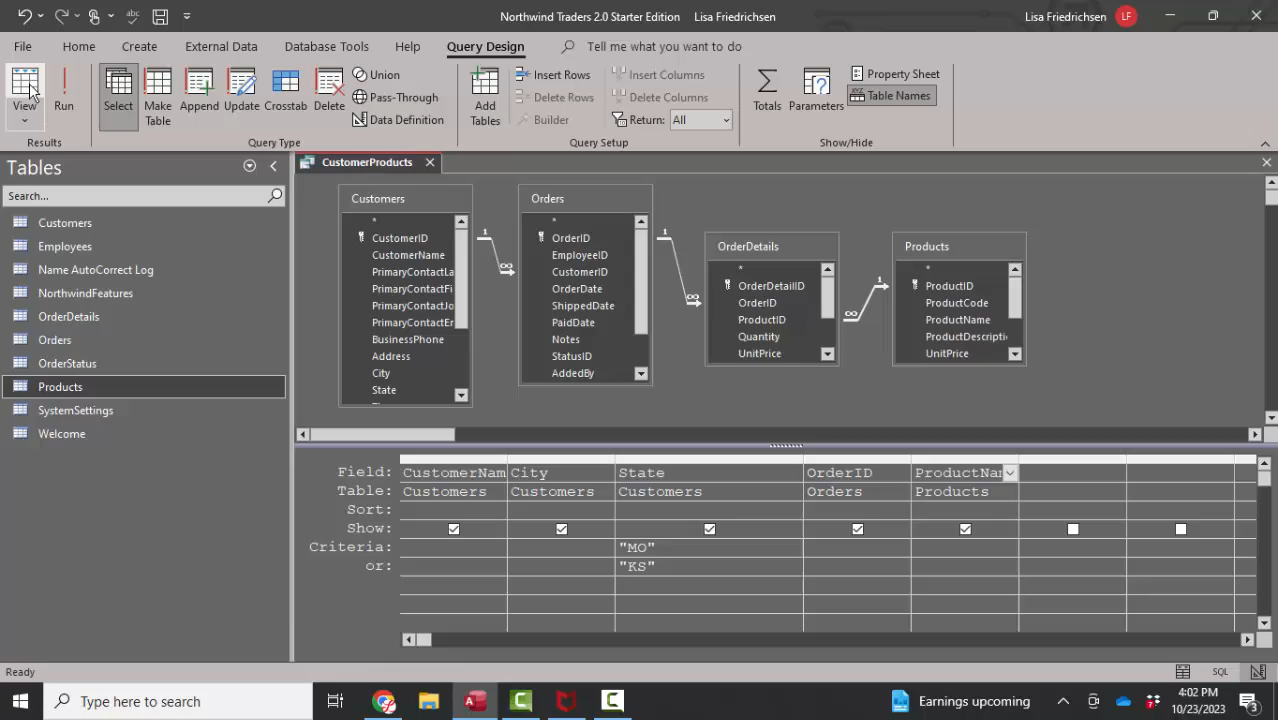 Northwind Traders 2.0 Starter Edition
Lisa Friedrichsen
Lisa Friedrichsen
LF
File
Home
Create
External Data
Database Tools
Help
Query Design
Tell me what you want to do
View
Run
Select
Make Table
Append
Update
Crosstab
Delete
Union
Pass-Through
Data Definition
Add Tables
Insert Rows
Delete Rows
Builder
Insert Columns
Delete Columns
Return: All
Totals
Parameters
Property Sheet
Table Names
Results
Query Type
Query Setup
Show/Hide
Tables
Search...
Customers
Employees
Name AutoCorrect Log
NorthwindFeatures
OrderDetails
Orders
OrderStatus
Products
SystemSettings
Welcome
CustomerProducts
Customers
*
CustomerID
CustomerName
PrimaryContactLa
PrimaryContactFi
PrimaryContactJo
PrimaryContactEr
BusinessPhone
Address
City
State
1
∞
Orders
*
OrderID
EmployeeID
CustomerID
OrderDate
ShippedDate
PaidDate
Notes
StatusID
AddedBy
1
∞
OrderDetails
*
OrderDetailID
OrderID
ProductID
Quantity
UnitPrice
∞
1
Products
*
ProductID
ProductCode
ProductName
ProductDescripti
UnitPrice
Field: CustomerNam City State OrderID ProductNar
Table: Customers Customers Customers Orders Products
Sort:
Show:
Criteria: "MO"
or: "KS"
Ready
SQL
Type here to search
Earnings upcoming
4:02 PM
10/23/2023
3